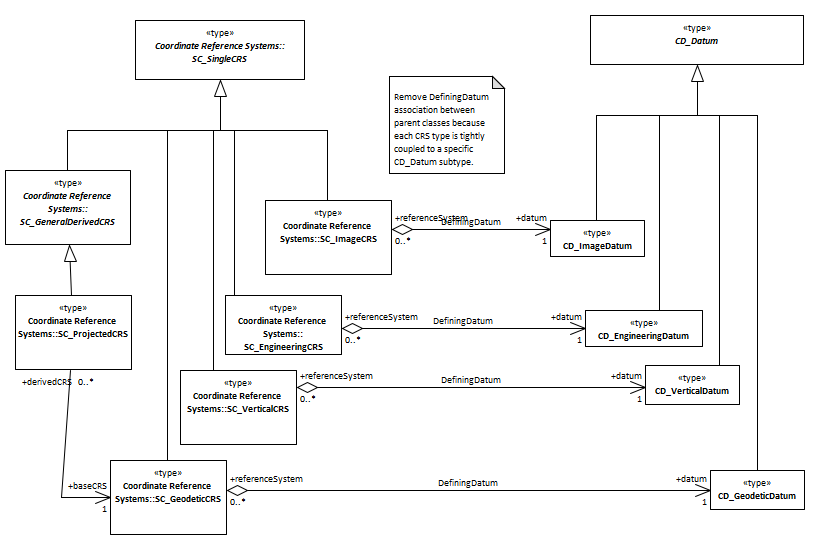 «type»
Coordinate Reference Systems::
SC_SingleCRS
«type»
CD_Datum
Remove DefiningDatum
association between
parent classes because
each CRS type is tightly
coupled to a specific
CD_Datum subtype.
«type»
Coordinate Reference
Systems::
SC_GeneralDerivedCRS
«type»
Coordinate Reference
Systems::SC_ImageCRS
+referenceSystem
DefiningDatum
+datum
0..*
1
«type»
CD_ImageDatum
«type»
Coordinate Reference
Systems::SC_ProjectedCRS
«type»
Coordinate Reference
Systems::
SC_EngineeringCRS
+referenceSystem
DefiningDatum
+datum
0..*
1
«type»
CD_EngineeringDatum
+derivedCRS 0..*
«type»
Coordinate Reference
Systems::SC_VerticalCRS
+referenceSystem
DefiningDatum
+datum
0..*
1
«type»
CD_VerticalDatum
+baseCRS
1
«type»
Coordinate Reference
Systems::SC_GeodeticCRS
+referenceSystem
DefiningDatum
+datum
0..*
1
«type»
CD_GeodeticDatum